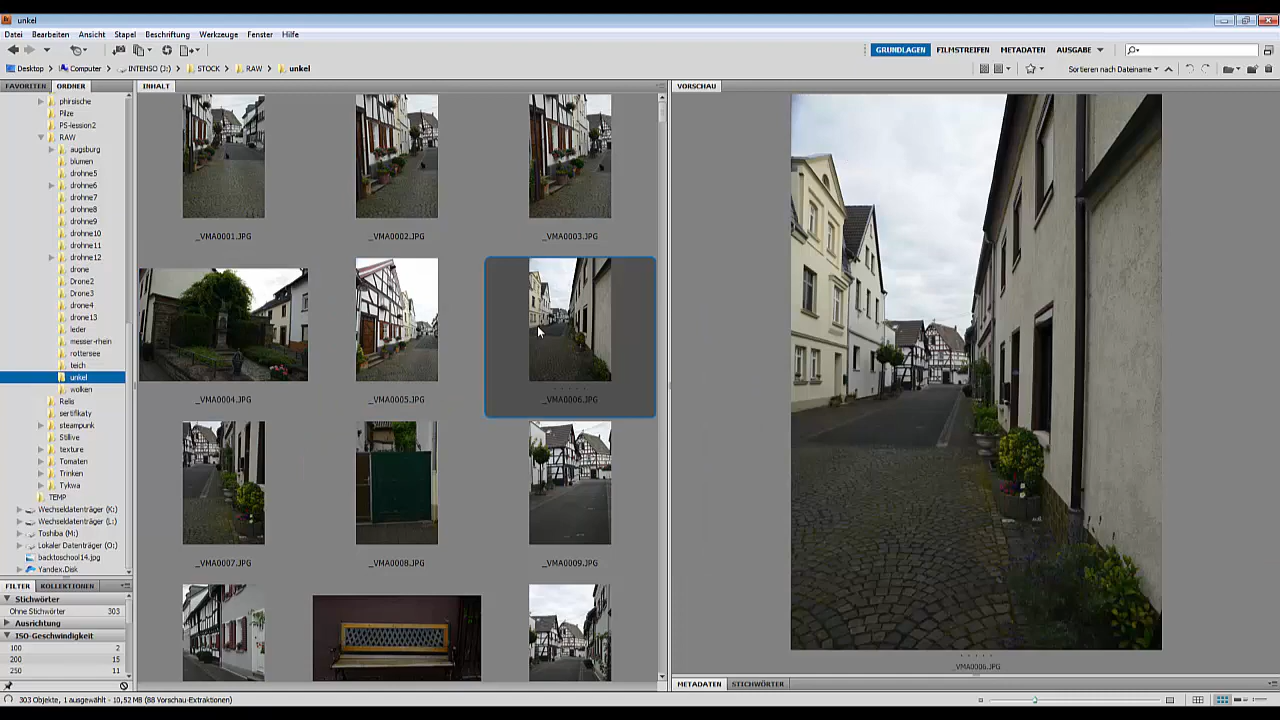 Br unkel
Datei Bearbeiten Ansicht Stapel Beschriftung Werkzeuge Fenster Hilfe
GRUNDLAGEN FILMSTREIFEN METADATEN AUSGABE
Desktop > Computer > INTENSO (J:) > STOCK > RAW > unkel
Sortieren nach Dateiname
FAVORITEN ORDNER
INHALT
VORSCHAU
phirsische
Pilze
PS-lession2
RAW
augsburg
blumen
drohne5
drohne6
drohne7
drohne8
drohne9
drohne10
drohne11
drohne12
drone
Drone2
Drone3
drone4
drone13
leder
messer-rhein
rottersee
teich
unkel
wolken
Relis
sertifikaty
steampunk
Stillive
texture
Tomaten
Trinken
Tykwa
TEMP
Wechseldatenträger (K:)
Wechseldatenträger (L:)
Toshiba (M:)
Lokaler Datenträger (O:)
backtoschool14.jpg
Yandex.Disk
FILTER KOLLEKTIONEN
Stichwörter
Ohne Stichwörter 303
Ausrichtung
ISO-Geschwindigkeit
100 2
200 15
250 11
_VMA0001.JPG _VMA0002.JPG _VMA0003.JPG
_VMA0004.JPG _VMA0005.JPG _VMA0006.JPG
_VMA0007.JPG _VMA0008.JPG _VMA0009.JPG
_VMA0006.JPG
METADATEN STICHWÖRTER
303 Objekte, 1 ausgewählt - 10,52 MB (88 Vorschau-Extraktionen)